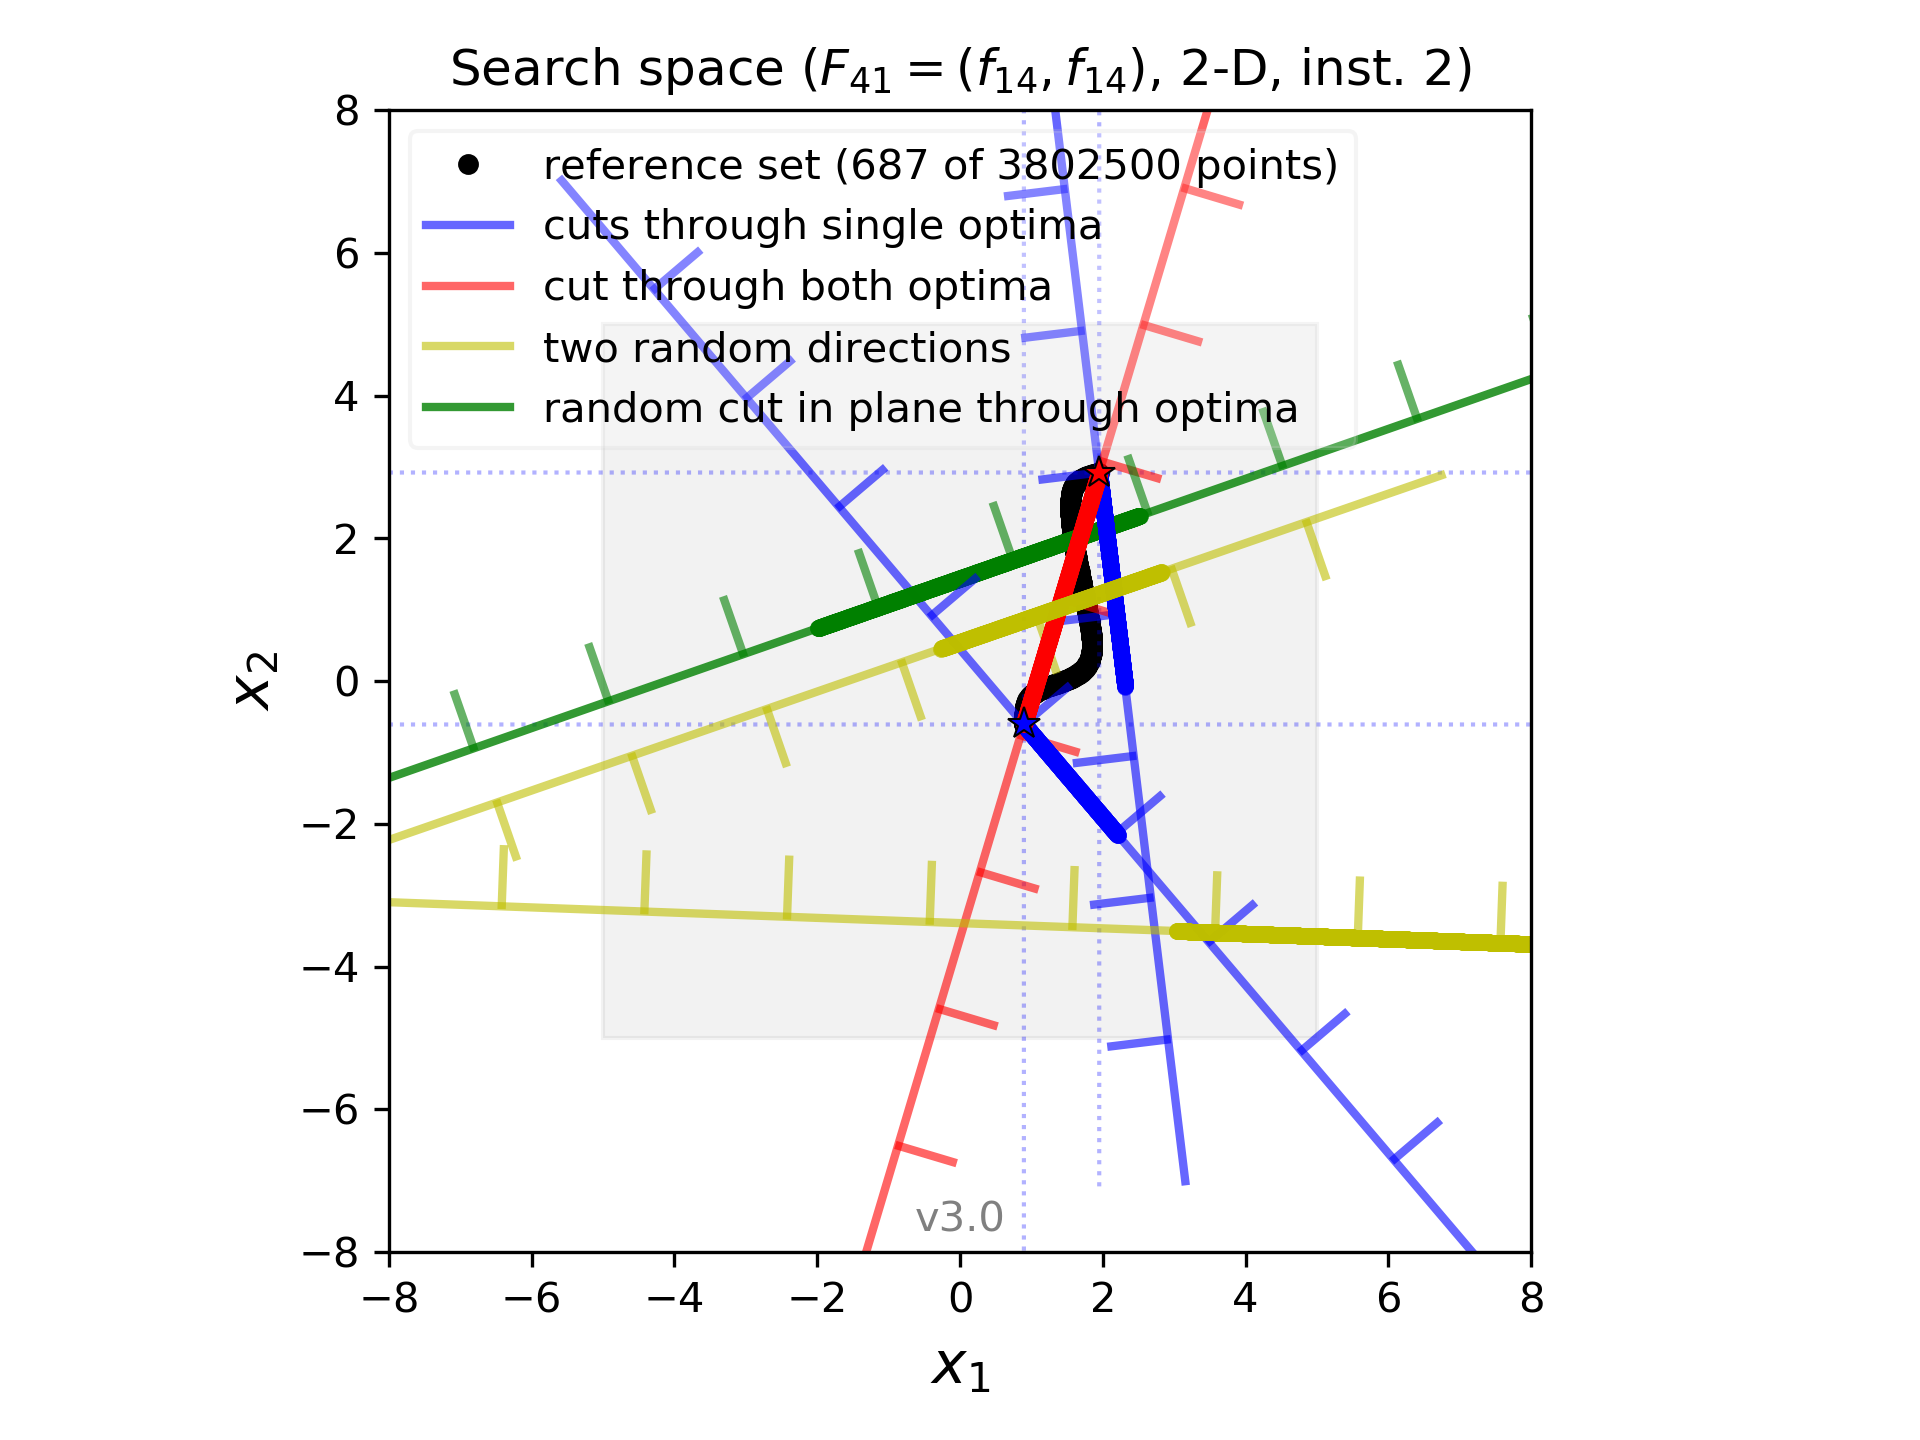 Search space (F41 = (f14, f14), 2-D, inst. 2)
reference set (687 of 3802500 points)
cuts through single optima
cut through both optima
two random directions
random cut in plane through optima
8
6
4
2
0
−2
−4
−6
−8
x2
v3.0
−8 −6 −4 −2 0 2 4 6 8
x1